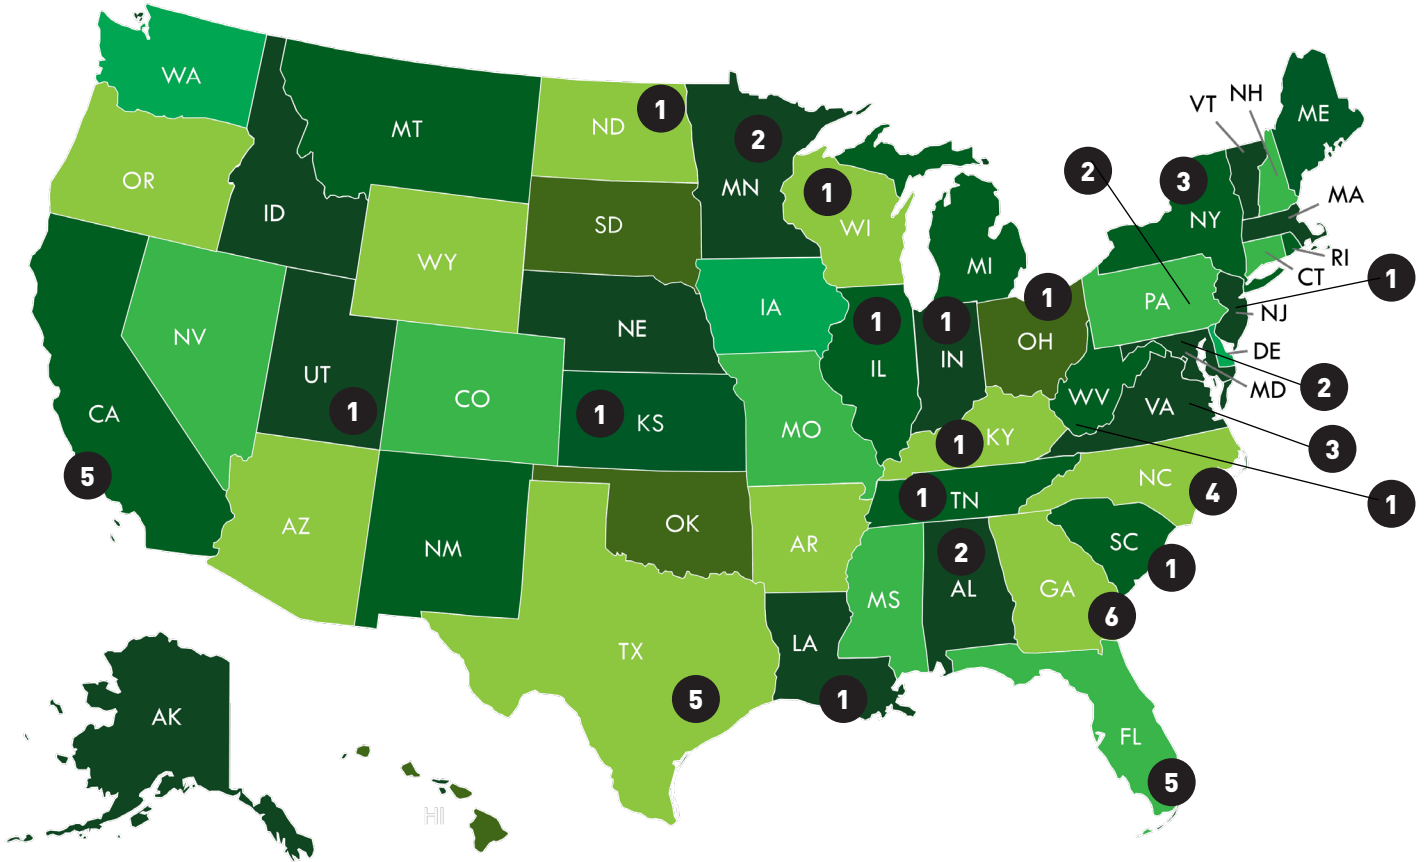 WA
MT
ND
1
MN
2
VT
NH
ME
OR
ID
SD
WI
1
2
3
NY
MA
WY
MI
RI
CT
1
NV
NE
IA
IL
1
IN
1
OH
1
PA
NJ
DE
MD
2
UT
1
CO
KS
1
MO
KY
1
WV
VA
3
CA
5
AZ
NM
OK
AR
TN
1
NC
4
1
MS
AL
2
GA
6
SC
1
TX
5
LA
1
FL
5
AK
HI